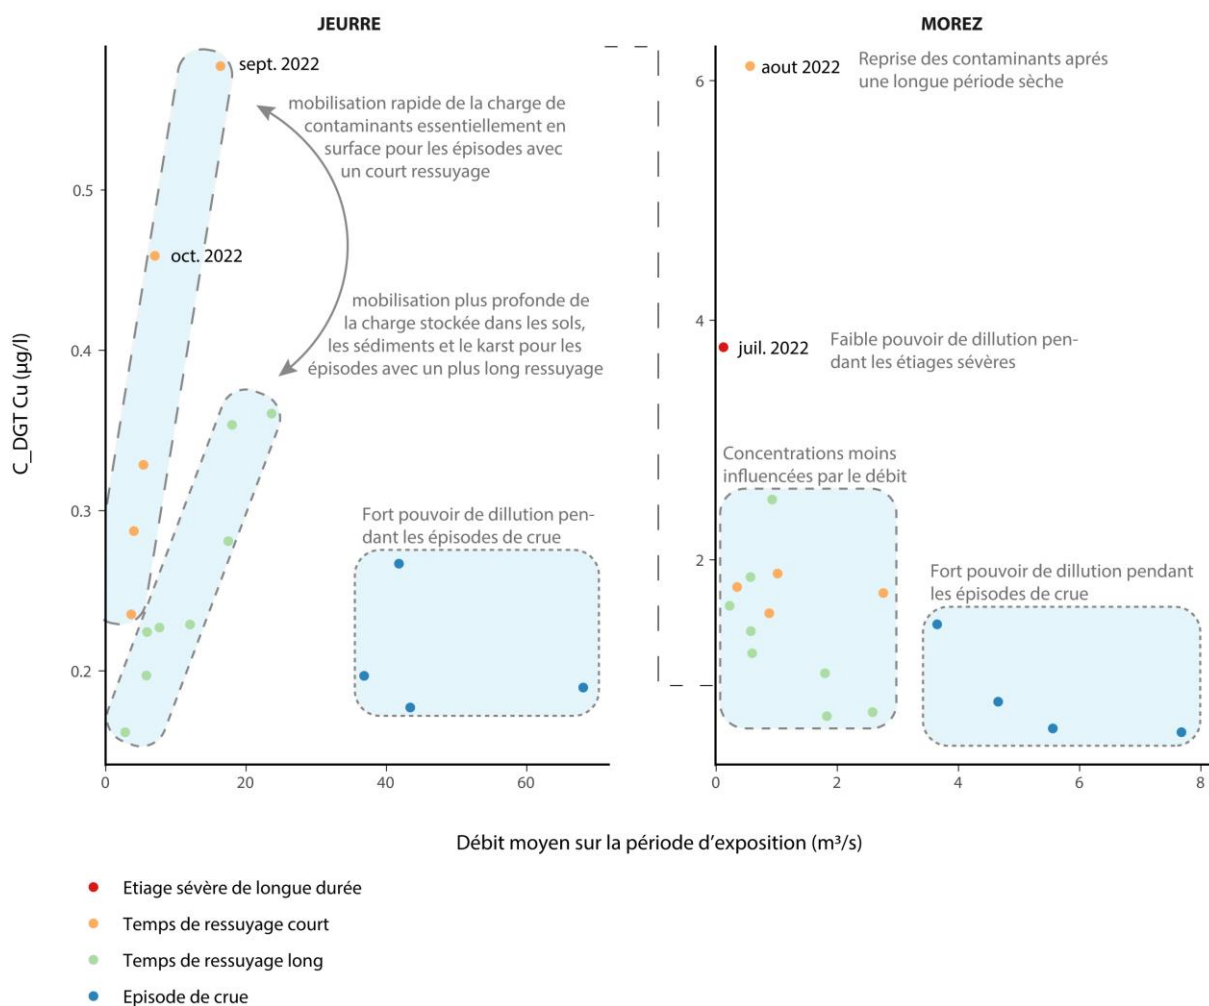 JEURRE
MOREZ
sept. 2022
mobilisation rapide de la charge de
contaminants essentiellement en
surface pour les épisodes avec
un court ressuyage
oct. 2022
mobilisation plus profonde de
la charge stockée dans les sols,
les sédiments et le karst pour les
épisodes avec un plus long ressuyage
Fort pouvoir de dillution pen-
dant les épisodes de crue
0.5
0.4
0.3
0.2
C_DGT Cu (µg/l)
0
20
40
60
aout 2022
Reprise des contaminants aprés
une longue période sèche
juil. 2022
Faible pouvoir de dillution pen-
dant les étiages sévères
Concentrations moins
influencées par le débit
Fort pouvoir de dillution pendant
les épisodes de crue
6
4
2
0
2
4
6
8
Débit moyen sur la période d'exposition (m³/s)
Etiage sévère de longue durée
Temps de ressuyage court
Temps de ressuyage long
Episode de crue